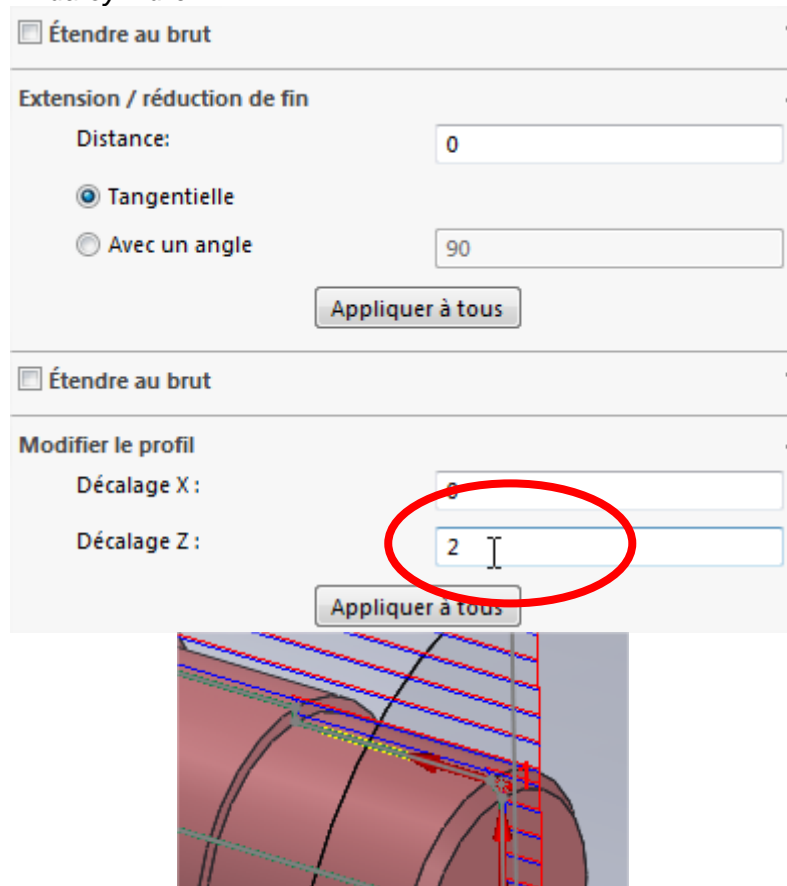 Étendre au brut
Extension / réduction de fin
Distance: 0
Tangentielle
Avec un angle 90
Appliquer à tous
Étendre au brut
Modifier le profil
Décalage X : 0
Décalage Z : 2
Appliquer à tous